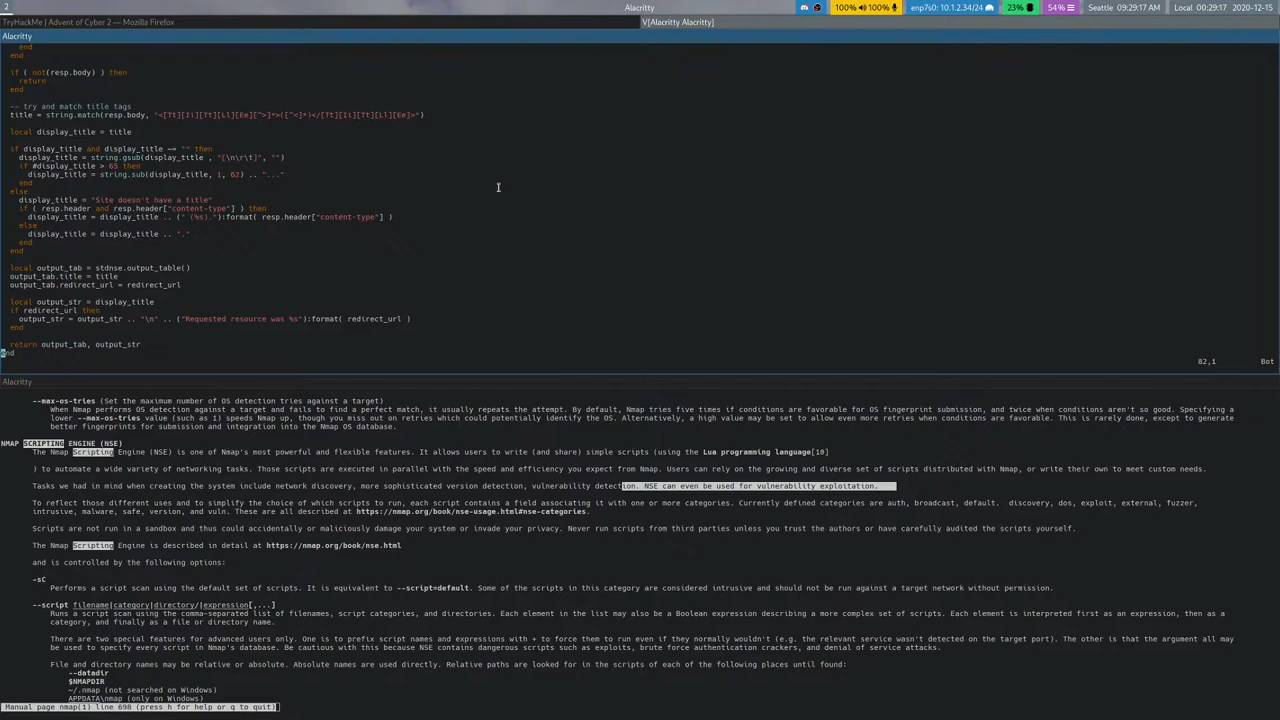 2
Alacritty
100% 100%
enp7s0: 10.1.2.34/24
23%
54%
Seattle 09:29:17 AM
Local 00:29:17
2020-12-15
TryHackMe | Advent of Cyber 2 — Mozilla Firefox
V[Alacritty Alacritty]
Alacritty
end
end
if ( not(resp.body) ) then
return
end
-- try and match title tags
title = string.match(resp.body, "<[Tt][Ii][Tt][Ll][Ee][^>]*>([^<]*)</[Tt][Ii][Tt][Ll][Ee]>")
local display_title = title
if display_title and display_title ~= "" then
display_title = string.gsub(display_title , "[\n\r\t]", "")
if #display_title > 65 then
display_title = string.sub(display_title, 1, 62) .. "..."
end
else
display_title = "Site doesn't have a title"
if ( resp.header and resp.header["content-type"] ) then
display_title = display_title .. (" (%s)."):format( resp.header["content-type"] )
else
display_title = display_title .. "."
end
end
local output_tab = stdnse.output_table()
output_tab.title = title
output_tab.redirect_url = redirect_url
local output_str = display_title
if redirect_url then
output_str = output_str .. "\n" .. ("Requested resource was %s"):format( redirect_url )
end
return output_tab, output_str
end
82,1 Bot
Alacritty
--max-os-tries (Set the maximum number of OS detection tries against a target)
When Nmap performs OS detection against a target and fails to find a perfect match, it usually repeats the attempt. By default, Nmap tries five times if conditions are favorable for OS fingerprint submission, and twice when conditions aren't so good. Specifying a
lower --max-os-tries value (such as 1) speeds Nmap up, though you miss out on retries which could potentially identify the OS. Alternatively, a high value may be set to allow even more retries when conditions are favorable. This is rarely done, except to generate
better fingerprints for submission and integration into the Nmap OS database.
NMAP SCRIPTING ENGINE (NSE)
The Nmap Scripting Engine (NSE) is one of Nmap's most powerful and flexible features. It allows users to write (and share) simple scripts (using the Lua programming language[10]
) to automate a wide variety of networking tasks. Those scripts are executed in parallel with the speed and efficiency you expect from Nmap. Users can rely on the growing and diverse set of scripts distributed with Nmap, or write their own to meet custom needs.
Tasks we had in mind when creating the system include network discovery, more sophisticated version detection, vulnerability detection. NSE can even be used for vulnerability exploitation.
To reflect those different uses and to simplify the choice of which scripts to run, each script contains a field associating it with one or more categories. Currently defined categories are auth, broadcast, default. discovery, dos, exploit, external, fuzzer,
intrusive, malware, safe, version, and vuln. These are all described at https://nmap.org/book/nse-usage.html#nse-categories.
Scripts are not run in a sandbox and thus could accidentally or maliciously damage your system or invade your privacy. Never run scripts from third parties unless you trust the authors or have carefully audited the scripts yourself.
The Nmap Scripting Engine is described in detail at https://nmap.org/book/nse.html
and is controlled by the following options:
-sC
Performs a script scan using the default set of scripts. It is equivalent to --script=default. Some of the scripts in this category are considered intrusive and should not be run against a target network without permission.
--script filename|category|directory/|expression[,...]
Runs a script scan using the comma-separated list of filenames, script categories, and directories. Each element in the list may also be a Boolean expression describing a more complex set of scripts. Each element is interpreted first as an expression, then as a
category, and finally as a file or directory name.
There are two special features for advanced users only. One is to prefix script names and expressions with + to force them to run even if they normally wouldn't (e.g. the relevant service wasn't detected on the target port). The other is that the argument all may
be used to specify every script in Nmap's database. Be cautious with this because NSE contains dangerous scripts such as exploits, brute force authentication crackers, and denial of service attacks.
File and directory names may be relative or absolute. Absolute names are used directly. Relative paths are looked for in the scripts of each of the following places until found:
--datadir
$NMAPDIR
~/.nmap (not searched on Windows)
APPDATA\nmap (only on Windows)
Manual page nmap(1) line 698 (press h for help or q to quit)